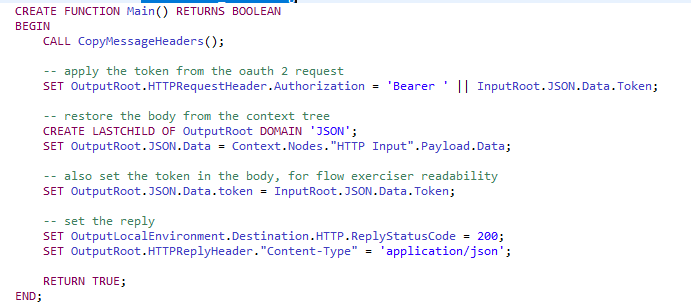 CREATE FUNCTION Main() RETURNS BOOLEAN
BEGIN
    CALL CopyMessageHeaders();

    -- apply the token from the oauth 2 request
    SET OutputRoot.HTTPRequestHeader.Authorization = 'Bearer ' || InputRoot.JSON.Data.Token;

    -- restore the body from the context tree
    CREATE LASTCHILD OF OutputRoot DOMAIN 'JSON';
    SET OutputRoot.JSON.Data = Context.Nodes."HTTP Input".Payload.Data;

    -- also set the token in the body, for flow exerciser readability
    SET OutputRoot.JSON.Data.token = InputRoot.JSON.Data.Token;

    -- set the reply
    SET OutputLocalEnvironment.Destination.HTTP.ReplyStatusCode = 200;
    SET OutputRoot.HTTPReplyHeader."Content-Type" = 'application/json';

    RETURN TRUE;
END;